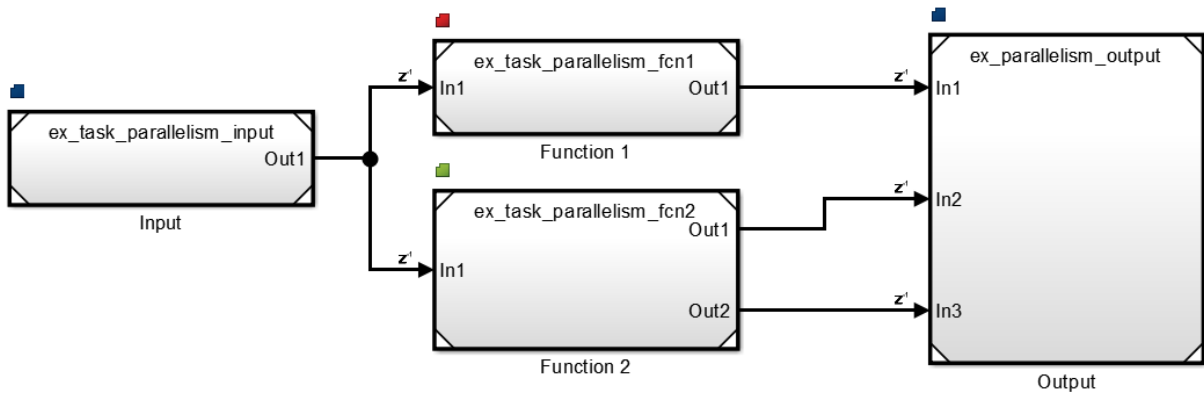 ex_task_parallelism_input
Out1
Input
z⁻¹
ex_task_parallelism_fcn1
In1
Out1
Function 1
z⁻¹
ex_task_parallelism_fcn2
In1
Out1
Out2
Function 2
z⁻¹
z⁻¹
z⁻¹
ex_parallelism_output
In1
In2
In3
Output